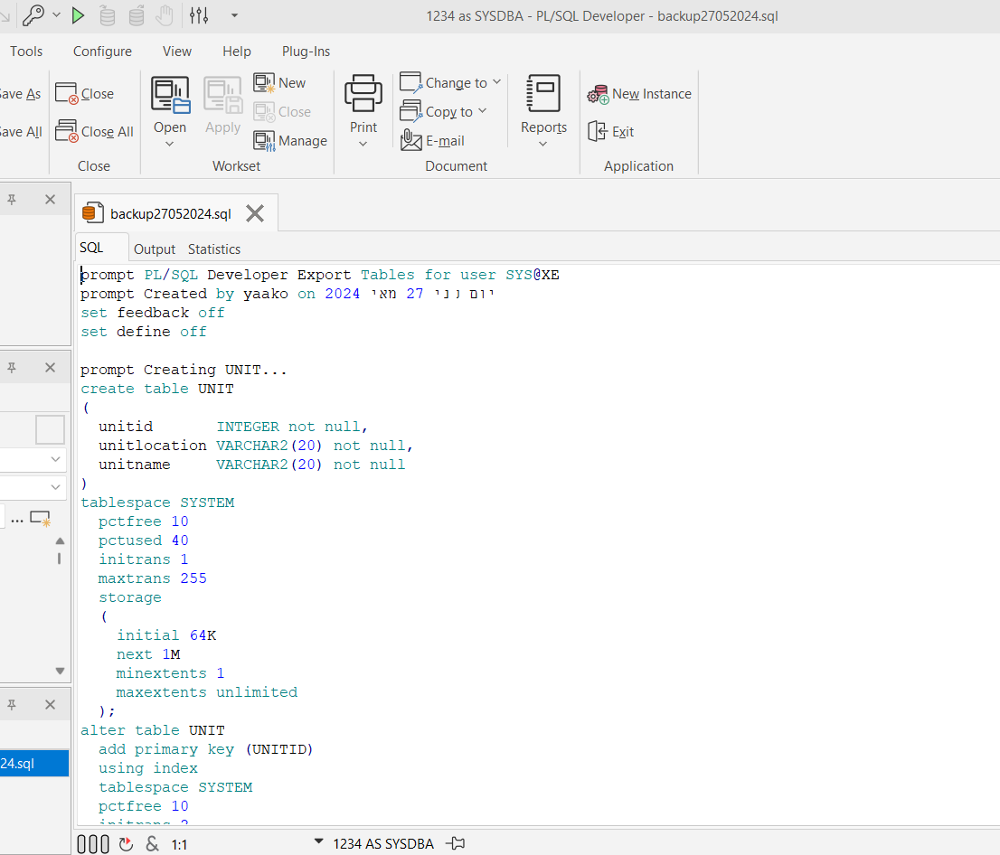 1234 as SYSDBA - PL/SQL Developer - backup27052024.sql
Tools Configure View Help Plug-Ins
Save As
Save All
Close
Close All
Close
Open
Apply
New
Close
Manage
Workset
Print
Change to
Copy to
E-mail
Document
Reports
New Instance
Exit
Application
backup27052024.sql
SQL Output Statistics
prompt PL/SQL Developer Export Tables for user SYS@XE
prompt Created by yaako on 2024 יום שני 27 מאי
set feedback off
set define off
prompt Creating UNIT...
create table UNIT
(
unitid INTEGER not null,
unitlocation VARCHAR2(20) not null,
unitname VARCHAR2(20) not null
)
tablespace SYSTEM
pctfree 10
pctused 40
initrans 1
maxtrans 255
storage
(
initial 64K
next 1M
minextents 1
maxextents unlimited
);
alter table UNIT
add primary key (UNITID)
using index
tablespace SYSTEM
pctfree 10
initrans 2
24.sql
1:1 1234 AS SYSDBA